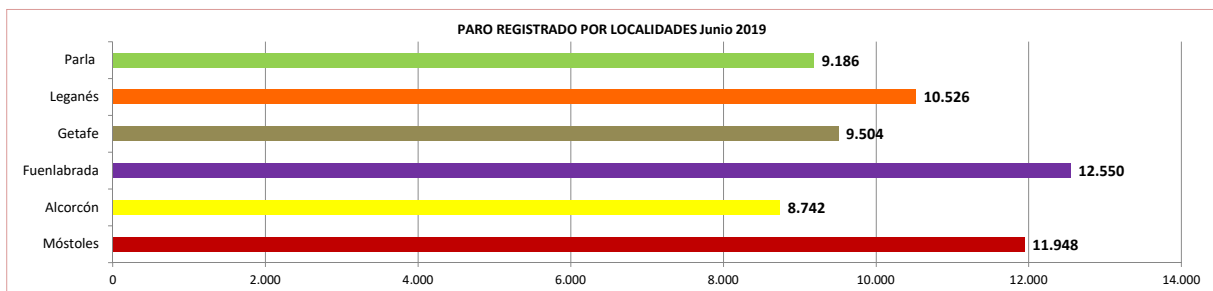 PARO REGISTRADO POR LOCALIDADES Junio 2019
Parla 9.186
Leganés 10.526
Getafe 9.504
Fuenlabrada 12.550
Alcorcón 8.742
Móstoles 11.948
0 2.000 4.000 6.000 8.000 10.000 12.000 14.000